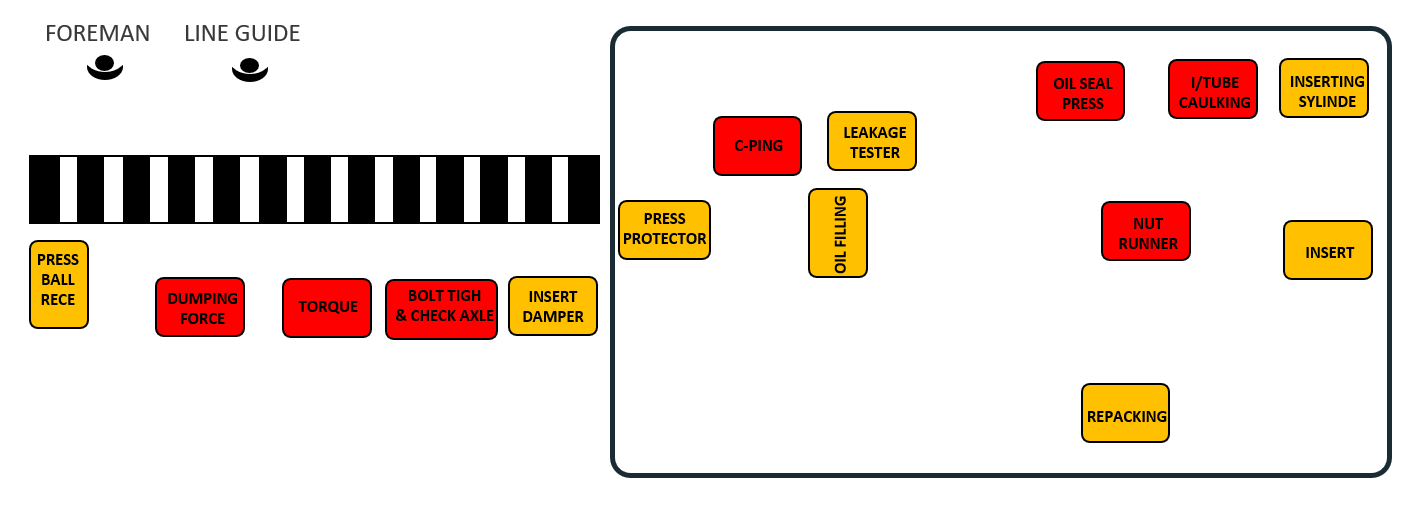 FOREMAN
LINE GUIDE
OIL SEAL
PRESS
I/TUBE
CAULKING
INSERTING
SYLINDE
C-PING
LEAKAGE
TESTER
PRESS
PROTECTOR
OIL FILLING
NUT
RUNNER
INSERT
PRESS
BALL
RECE
DUMPING
FORCE
TORQUE
BOLT TIGH
& CHECK AXLE
INSERT
DAMPER
REPACKING